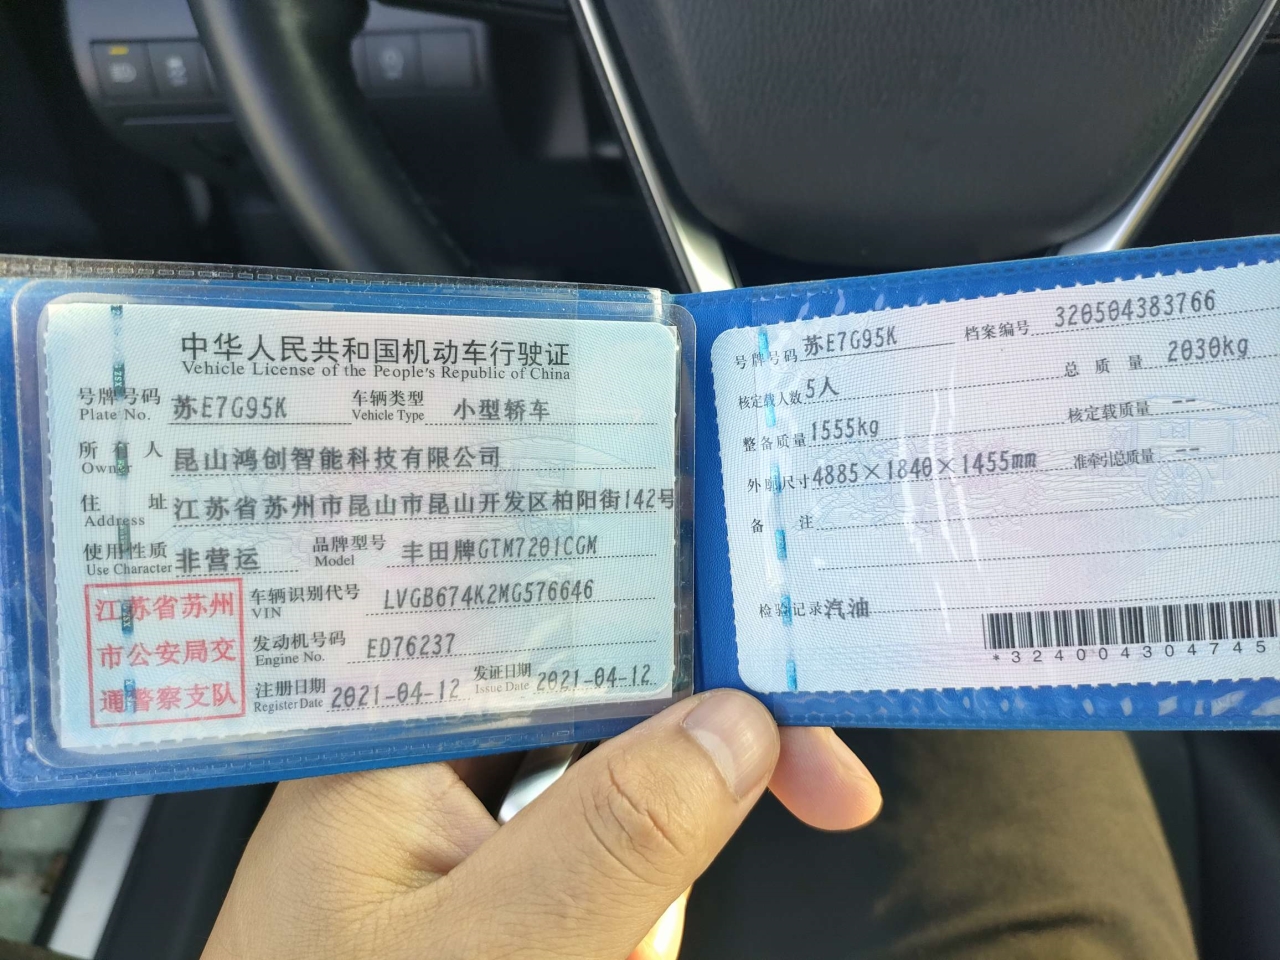 中华人民共和国机动车行驶证
Vehicle License of the People's Republic of China
号牌号码 苏E7G95K 车辆类型 小型轿车
Plate No. Vehicle Type
所有人 昆山鸿创智能科技有限公司
Owner
住址 江苏省苏州市昆山市昆山开发区柏阳街142号
Address
使用性质 非营运 品牌型号 丰田牌GTM7201CGM
Use Character Model
车辆识别代号 LVGB674K2MG576646
VIN
发动机号码 ED76237
Engine No.
注册日期 2021-04-12 发证日期 2021-04-12
Register Date Issue Date
江苏省苏州
市公安局交
通警察支队
号牌号码 苏E7G95K 档案编号 320504383766
核定载人数 5人 总质量 2030kg
整备质量 1555kg 核定载质量 --
外廓尺寸 4885×1840×1455mm 准牵引总质量 --
备注
检验记录 汽油
*324004304745